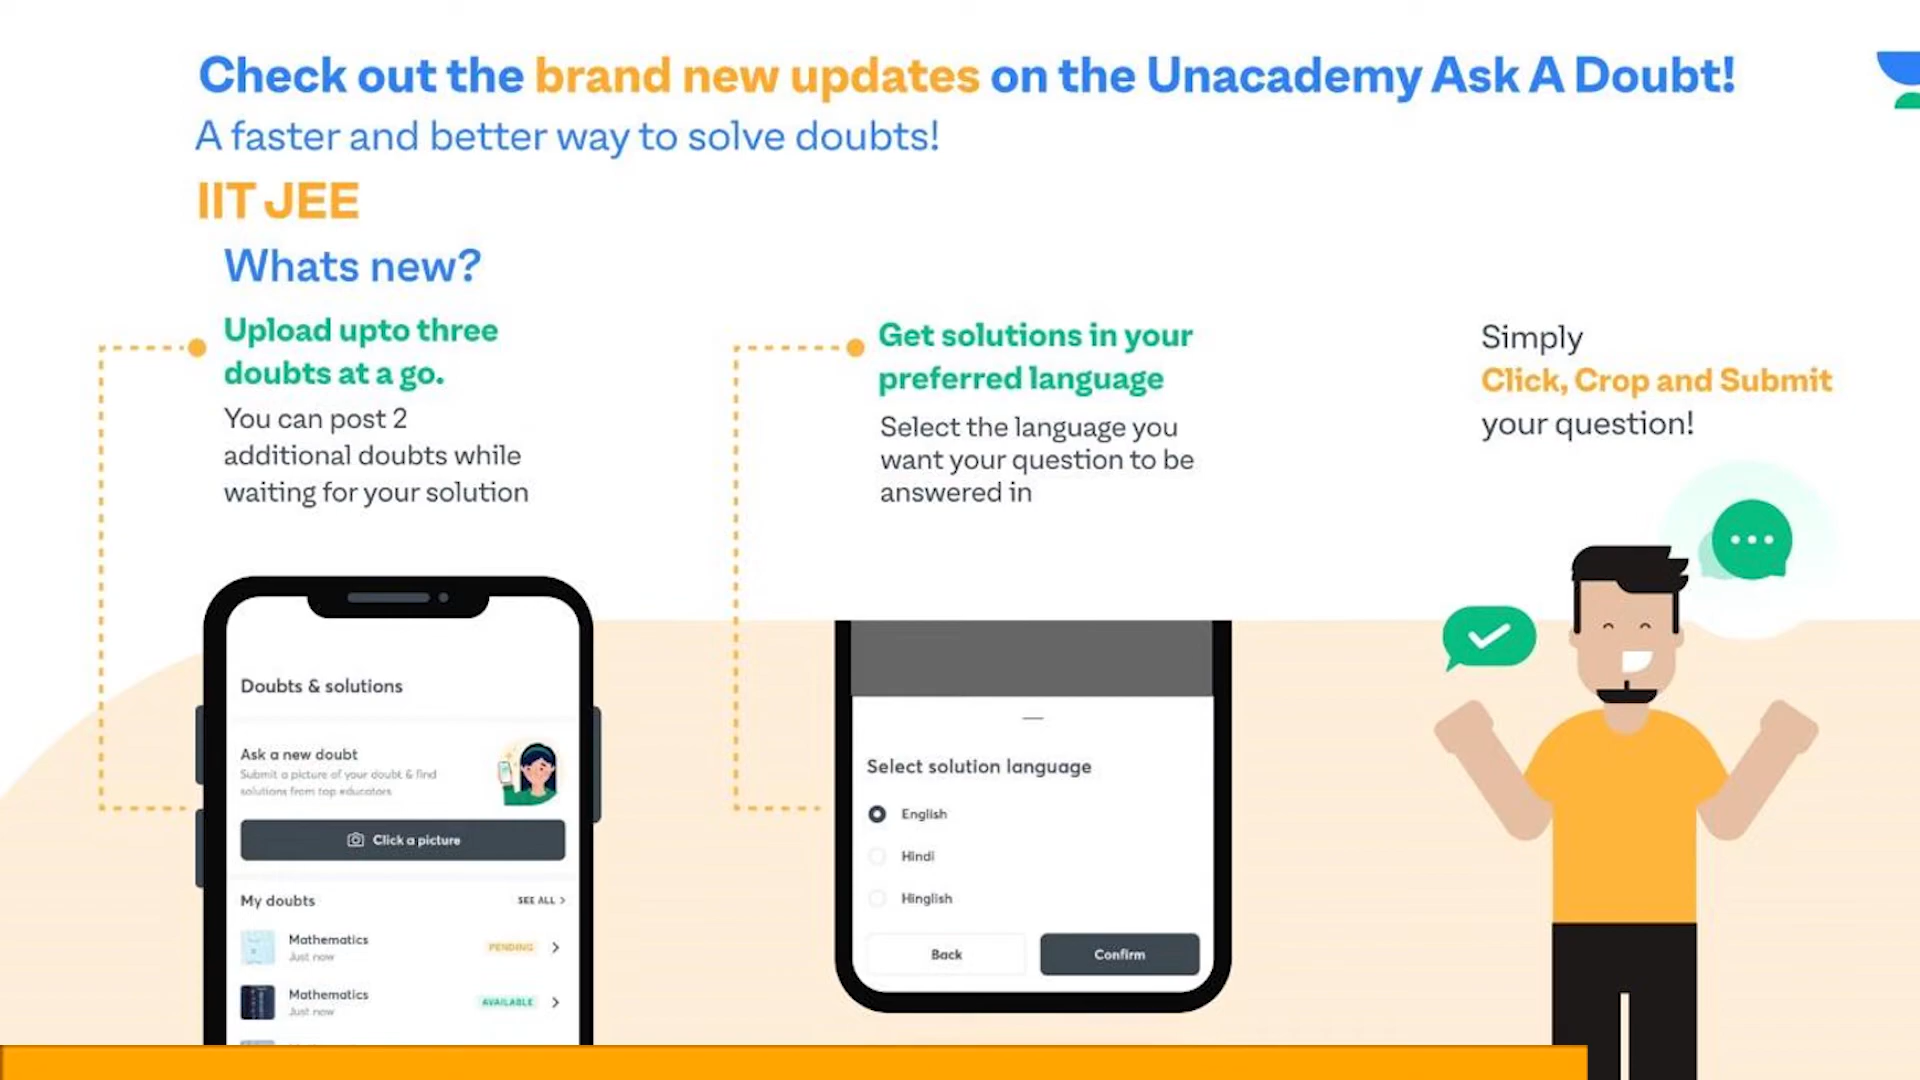 Check out the brand new updates on the Unacademy Ask A Doubt!
A faster and better way to solve doubts!
IIT JEE
Whats new?
Upload upto three
doubts at a go.
You can post 2
additional doubts while
waiting for your solution
Get solutions in your
preferred language
Select the language you
want your question to be
answered in
Simply
Click, Crop and Submit
your question!
Doubts & solutions
Ask a new doubt
Submit a picture of your doubt & find
solutions from top educators
Click a picture
My doubts SEE ALL >
Mathematics
Just now
PENDING
Mathematics
Just now
AVAILABLE
Select solution language
English
Hindi
Hinglish
Back Confirm